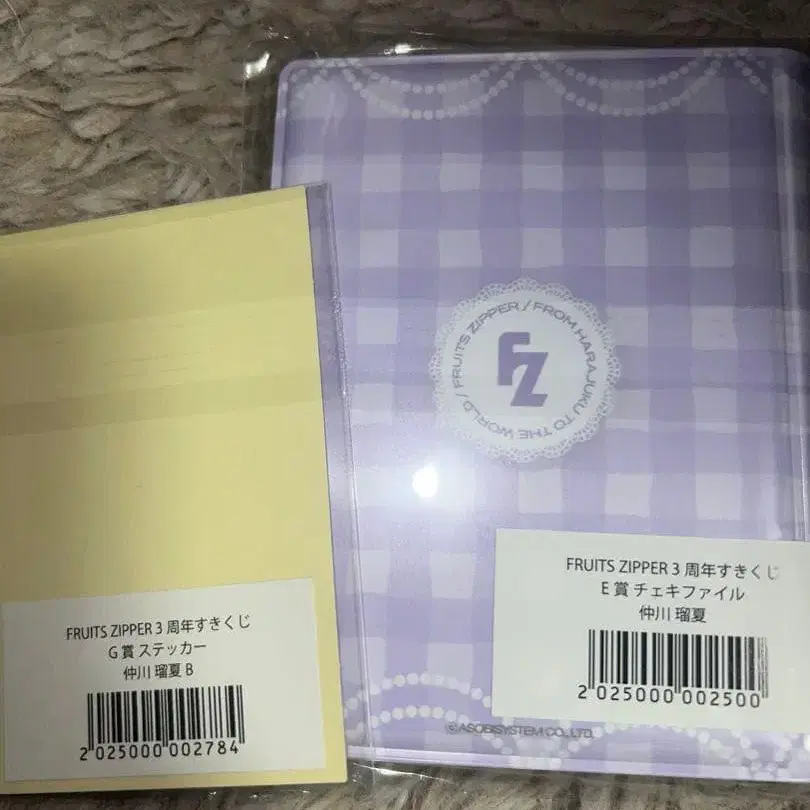 FRUITS ZIPPER / FROM HARAJUKU TO THE WORLD /
FZ
FRUITS ZIPPER 3 周年すきくじ
E 賞 チェキファイル
仲川 瑠夏
2 025000 002500
©ASOBISYSTEM CO., LTD.
FRUITS ZIPPER 3 周年すきくじ
G 賞 ステッカー
仲川 瑠夏 B
2 025000 002784